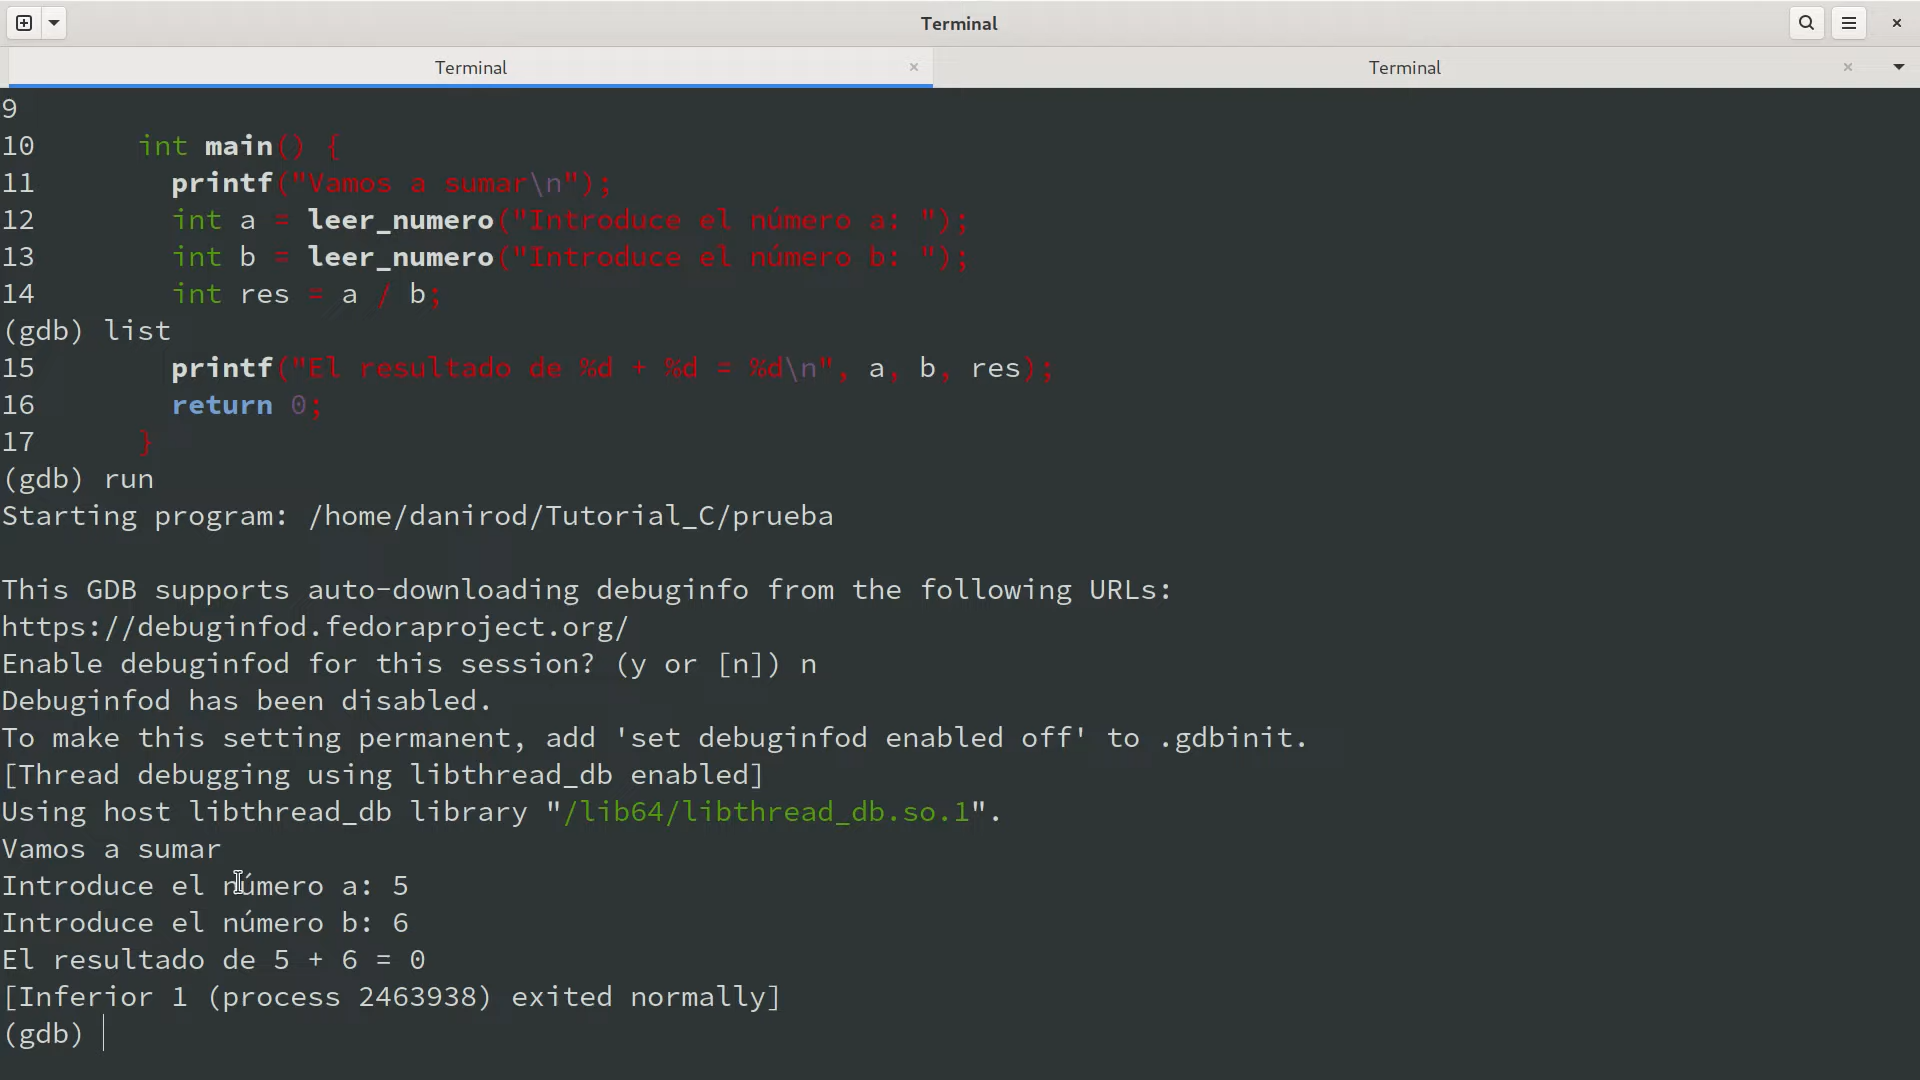 Terminal
Terminal × Terminal ×
9
10 int main() {
11 printf("Vamos a sumar\n");
12 int a = leer_numero("Introduce el número a: ");
13 int b = leer_numero("Introduce el número b: ");
14 int res = a / b;
(gdb) list
15 printf("El resultado de %d + %d = %d\n", a, b, res);
16 return 0;
17 }
(gdb) run
Starting program: /home/danirod/Tutorial_C/prueba
This GDB supports auto-downloading debuginfo from the following URLs:
https://debuginfod.fedoraproject.org/
Enable debuginfod for this session? (y or [n]) n
Debuginfod has been disabled.
To make this setting permanent, add 'set debuginfod enabled off' to .gdbinit.
[Thread debugging using libthread_db enabled]
Using host libthread_db library "/lib64/libthread_db.so.1".
Vamos a sumar
Introduce el número a: 5
Introduce el número b: 6
El resultado de 5 + 6 = 0
[Inferior 1 (process 2463938) exited normally]
(gdb)